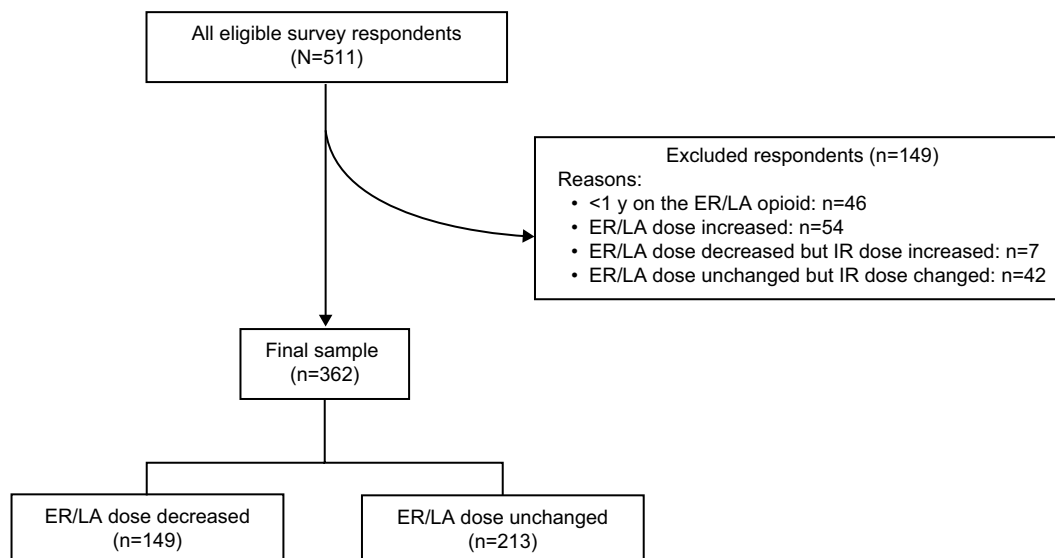 All eligible survey respondents
(N=511)
Excluded respondents (n=149)
Reasons:
• <1 y on the ER/LA opioid: n=46
• ER/LA dose increased: n=54
• ER/LA dose decreased but IR dose increased: n=7
• ER/LA dose unchanged but IR dose changed: n=42
Final sample
(n=362)
ER/LA dose decreased
(n=149)
ER/LA dose unchanged
(n=213)